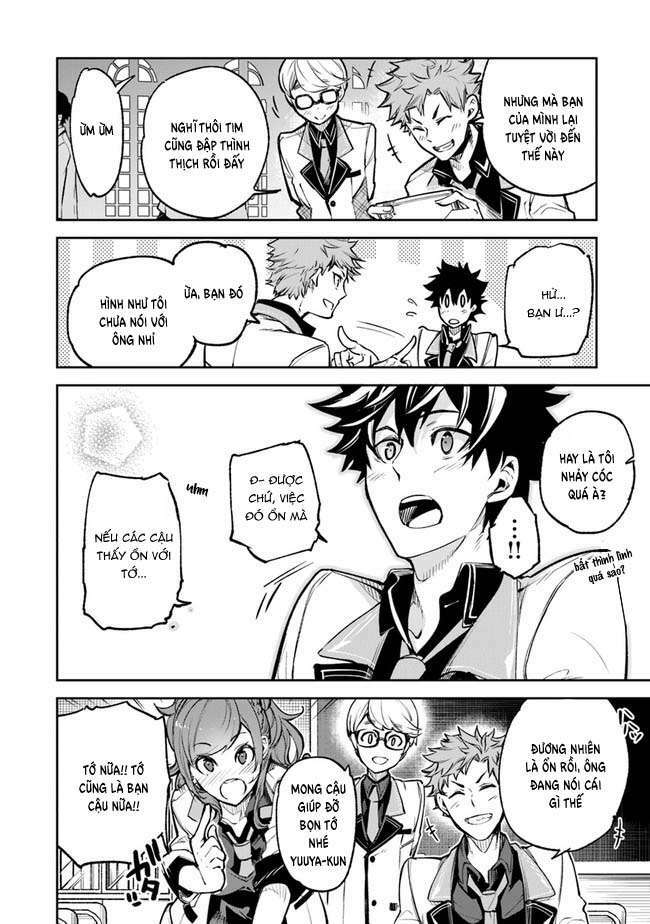 NHƯNG MÀ BẠN
CỦA MÌNH LẠI
TUYỆT VỜI ĐẾN
THẾ NÀY
NGHĨ THÔI TIM
CŨNG ĐẬP THÌNH
THỊCH RỒI ĐẤY
ỪM ỪM
HỬ...
BẠN Ư...?
ỪA, BẠN ĐÓ
HÌNH NHƯ TÔI
CHƯA NÓI VỚI
ÔNG NHỈ
HAY LÀ TÔI
NHẢY CÓC
QUÁ À?
bất thình lình
quá sao?
...!!
Đ- ĐƯỢC
CHỨ, VIỆC
ĐÓ ỔN MÀ
uhm
NẾU CÁC CẬU
THẤY ỔN VỚI
TỚ...
ĐƯƠNG NHIÊN
LÀ ỔN RỒI, ÔNG
ĐANG NÓI CÁI
GÌ THẾ
MONG CẬU
GIÚP ĐỠ
BỌN TỚ
NHÉ
YUUYA-KUN
TỚ NỮA!! TỚ
CŨNG LÀ BẠN
CẬU NỮA!!
ガタッ